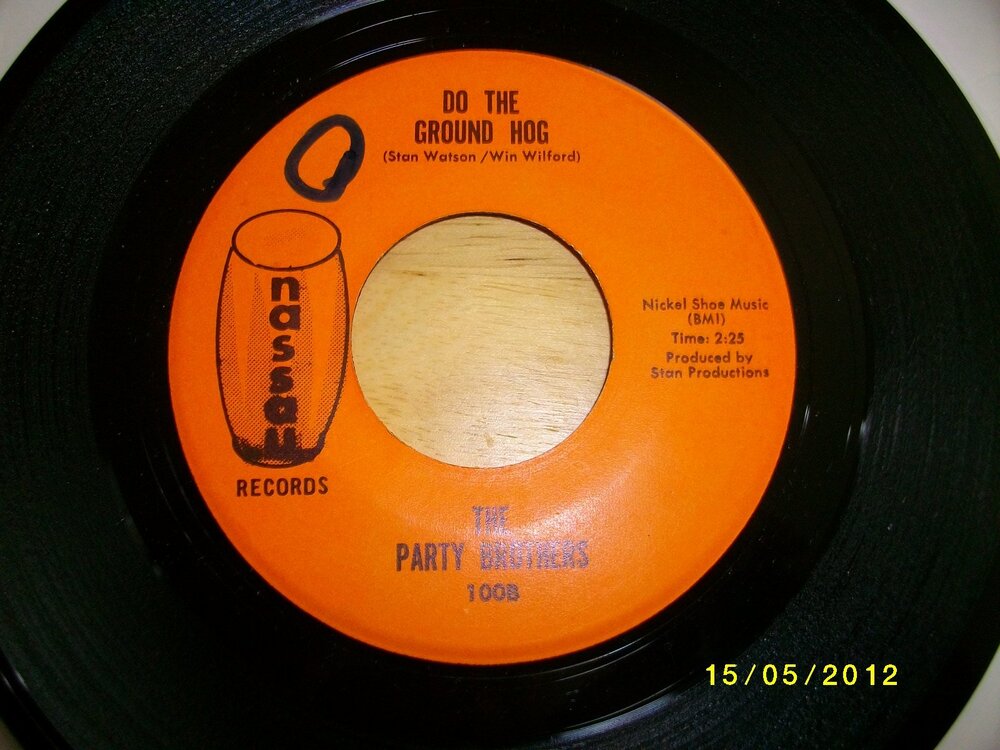 DO THE
GROUND HOG
(Stan Watson /Win Wilford)
nassau
RECORDS
Nickel Shoe Music
(BMI)
Time: 2:25
Produced by
Stan Productions
THE
PARTY BROTHERS
100B
15/05/2012